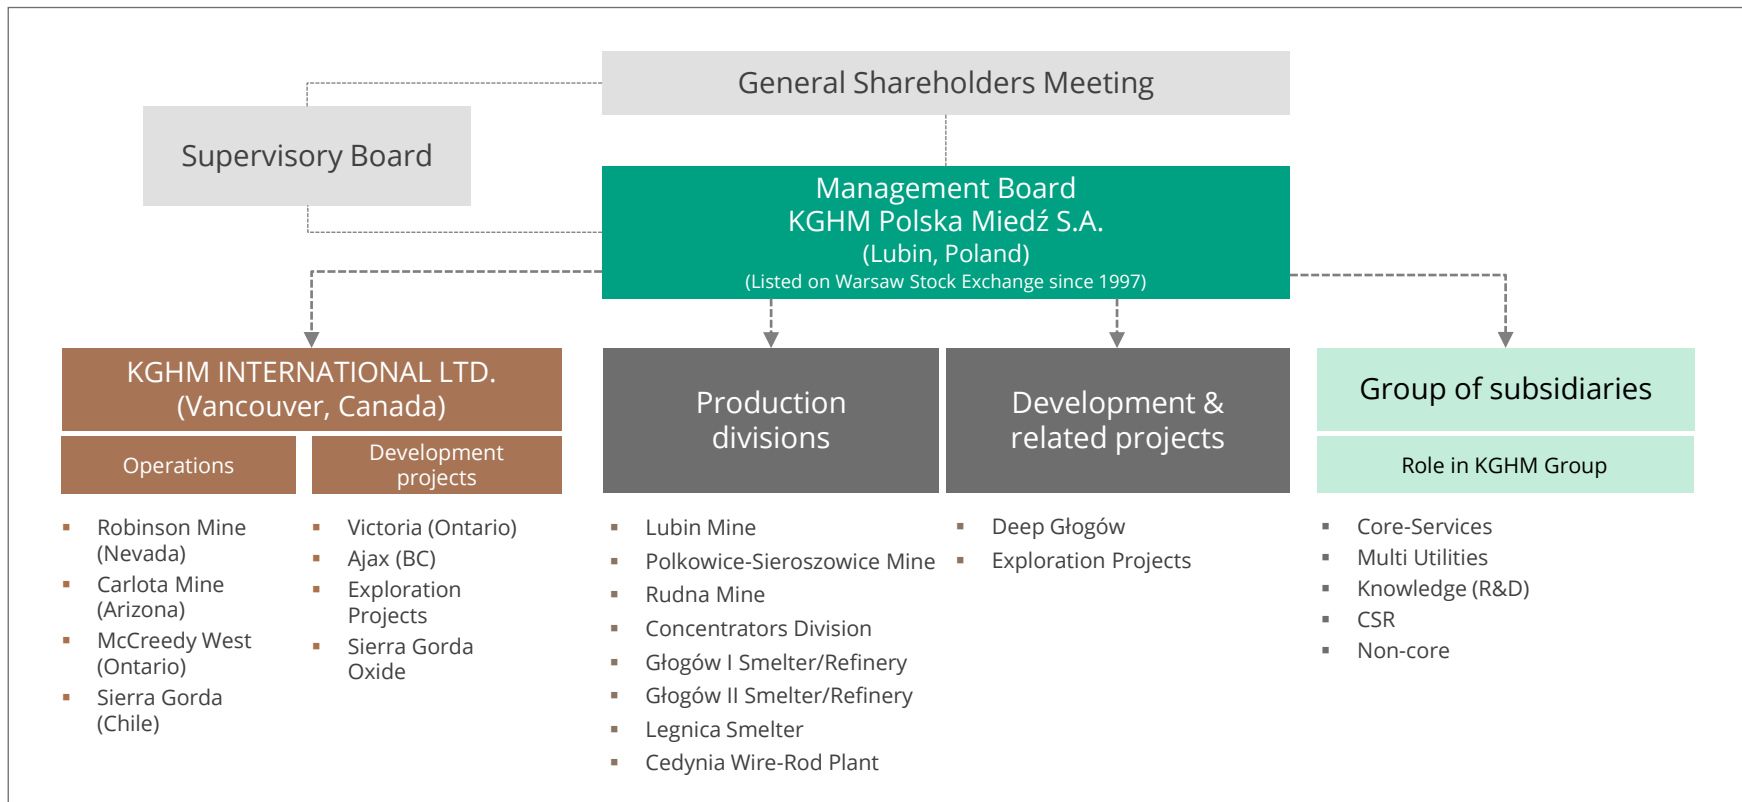 General Shareholders Meeting
Supervisory Board
Management Board
KGHM Polska Miedź S.A.
(Lubin, Poland)
(Listed on Warsaw Stock Exchange since 1997)
KGHM INTERNATIONAL LTD.
(Vancouver, Canada)
Operations
Robinson Mine
(Nevada)
Carlota Mine
(Arizona)
McCreedy West
(Ontario)
Sierra Gorda
(Chile)
Development
projects
Victoria (Ontario)
Ajax (BC)
Exploration
Projects
Sierra Gorda
Oxide
Production
divisions
Lubin Mine
Polkowice-Sieroszowice Mine
Rudna Mine
Concentrators Division
Głogów I Smelter/Refinery
Głogów II Smelter/Refinery
Legnica Smelter
Cedynia Wire-Rod Plant
Development &
related projects
Deep Głogów
Exploration Projects
Group of subsidiaries
Role in KGHM Group
Core-Services
Multi Utilities
Knowledge (R&D)
CSR
Non-core